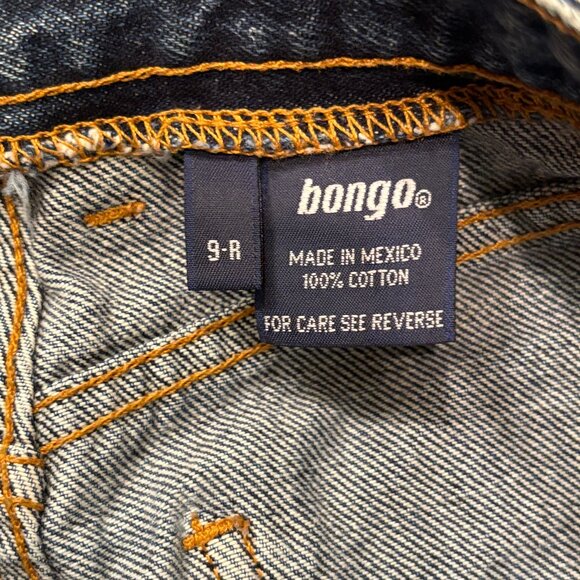 bongo®
9-R
MADE IN MEXICO
100% COTTON
FOR CARE SEE REVERSE